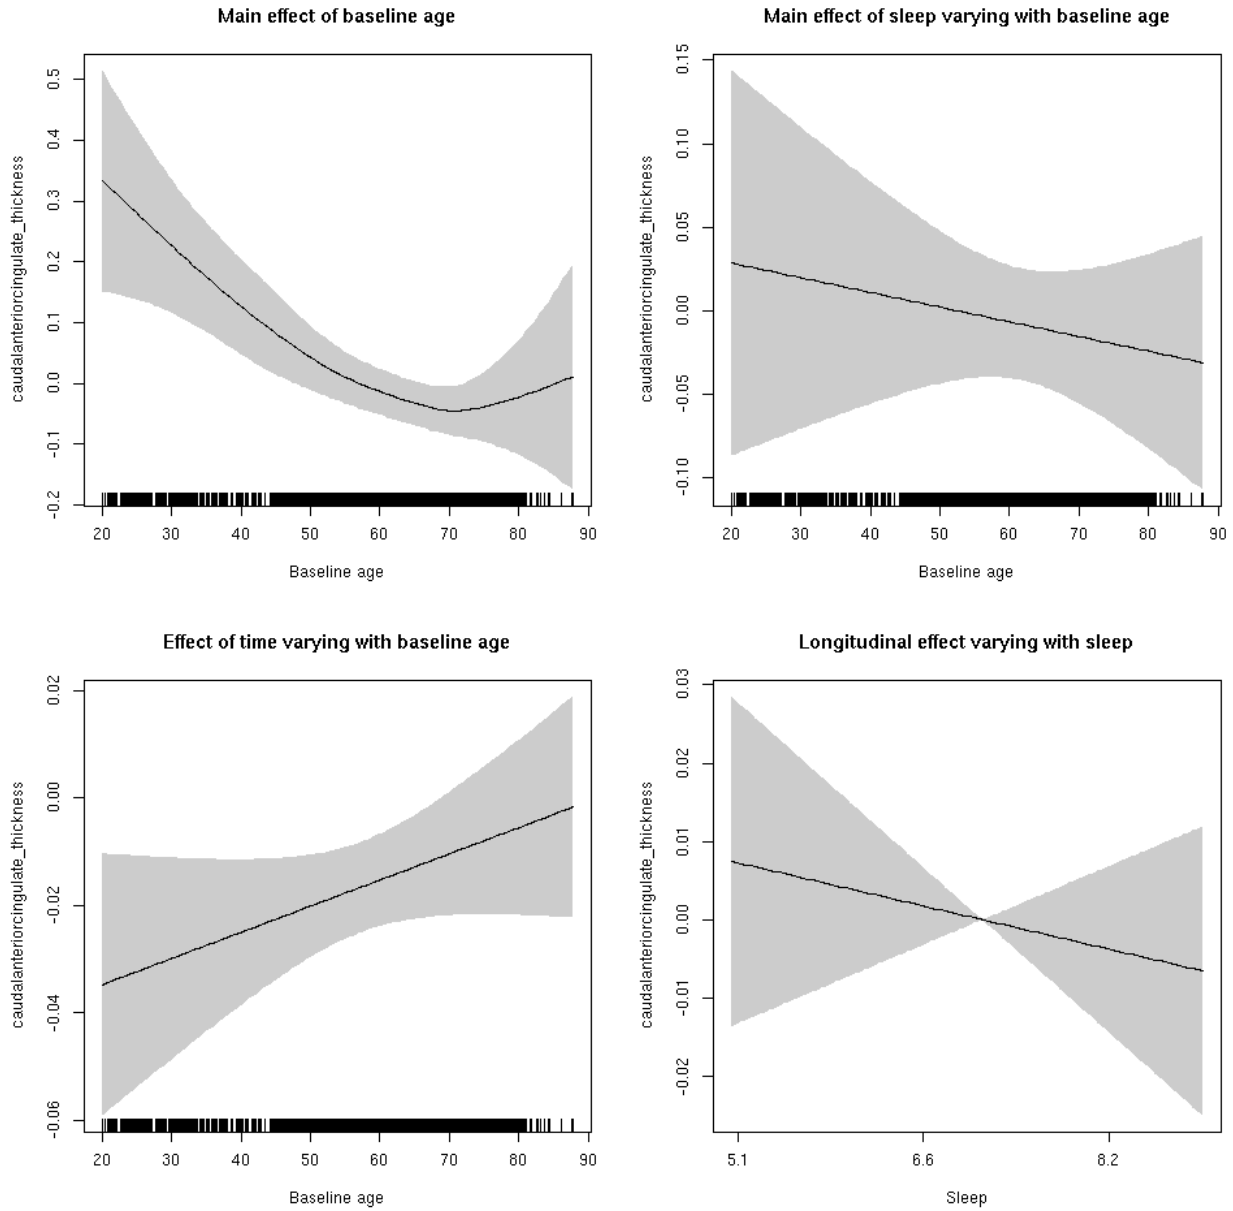 Main effect of baseline age
caudalanteriorcingulate_thickness
0.5
0.4
0.3
0.2
0.1
0.0
-0.1
-0.2
20 30 40 50 60 70 80 90
Baseline age
Main effect of sleep varying with baseline age
caudalanteriorcingulate_thickness
0.15
0.10
0.05
0.00
-0.05
-0.10
20 30 40 50 60 70 80 90
Baseline age
Effect of time varying with baseline age
caudalanteriorcingulate_thickness
0.02
0.00
-0.02
-0.04
-0.06
20 30 40 50 60 70 80 90
Baseline age
Longitudinal effect varying with sleep
caudalanteriorcingulate_thickness
0.03
0.02
0.01
0.00
-0.01
-0.02
5.1 6.6 8.2
Sleep